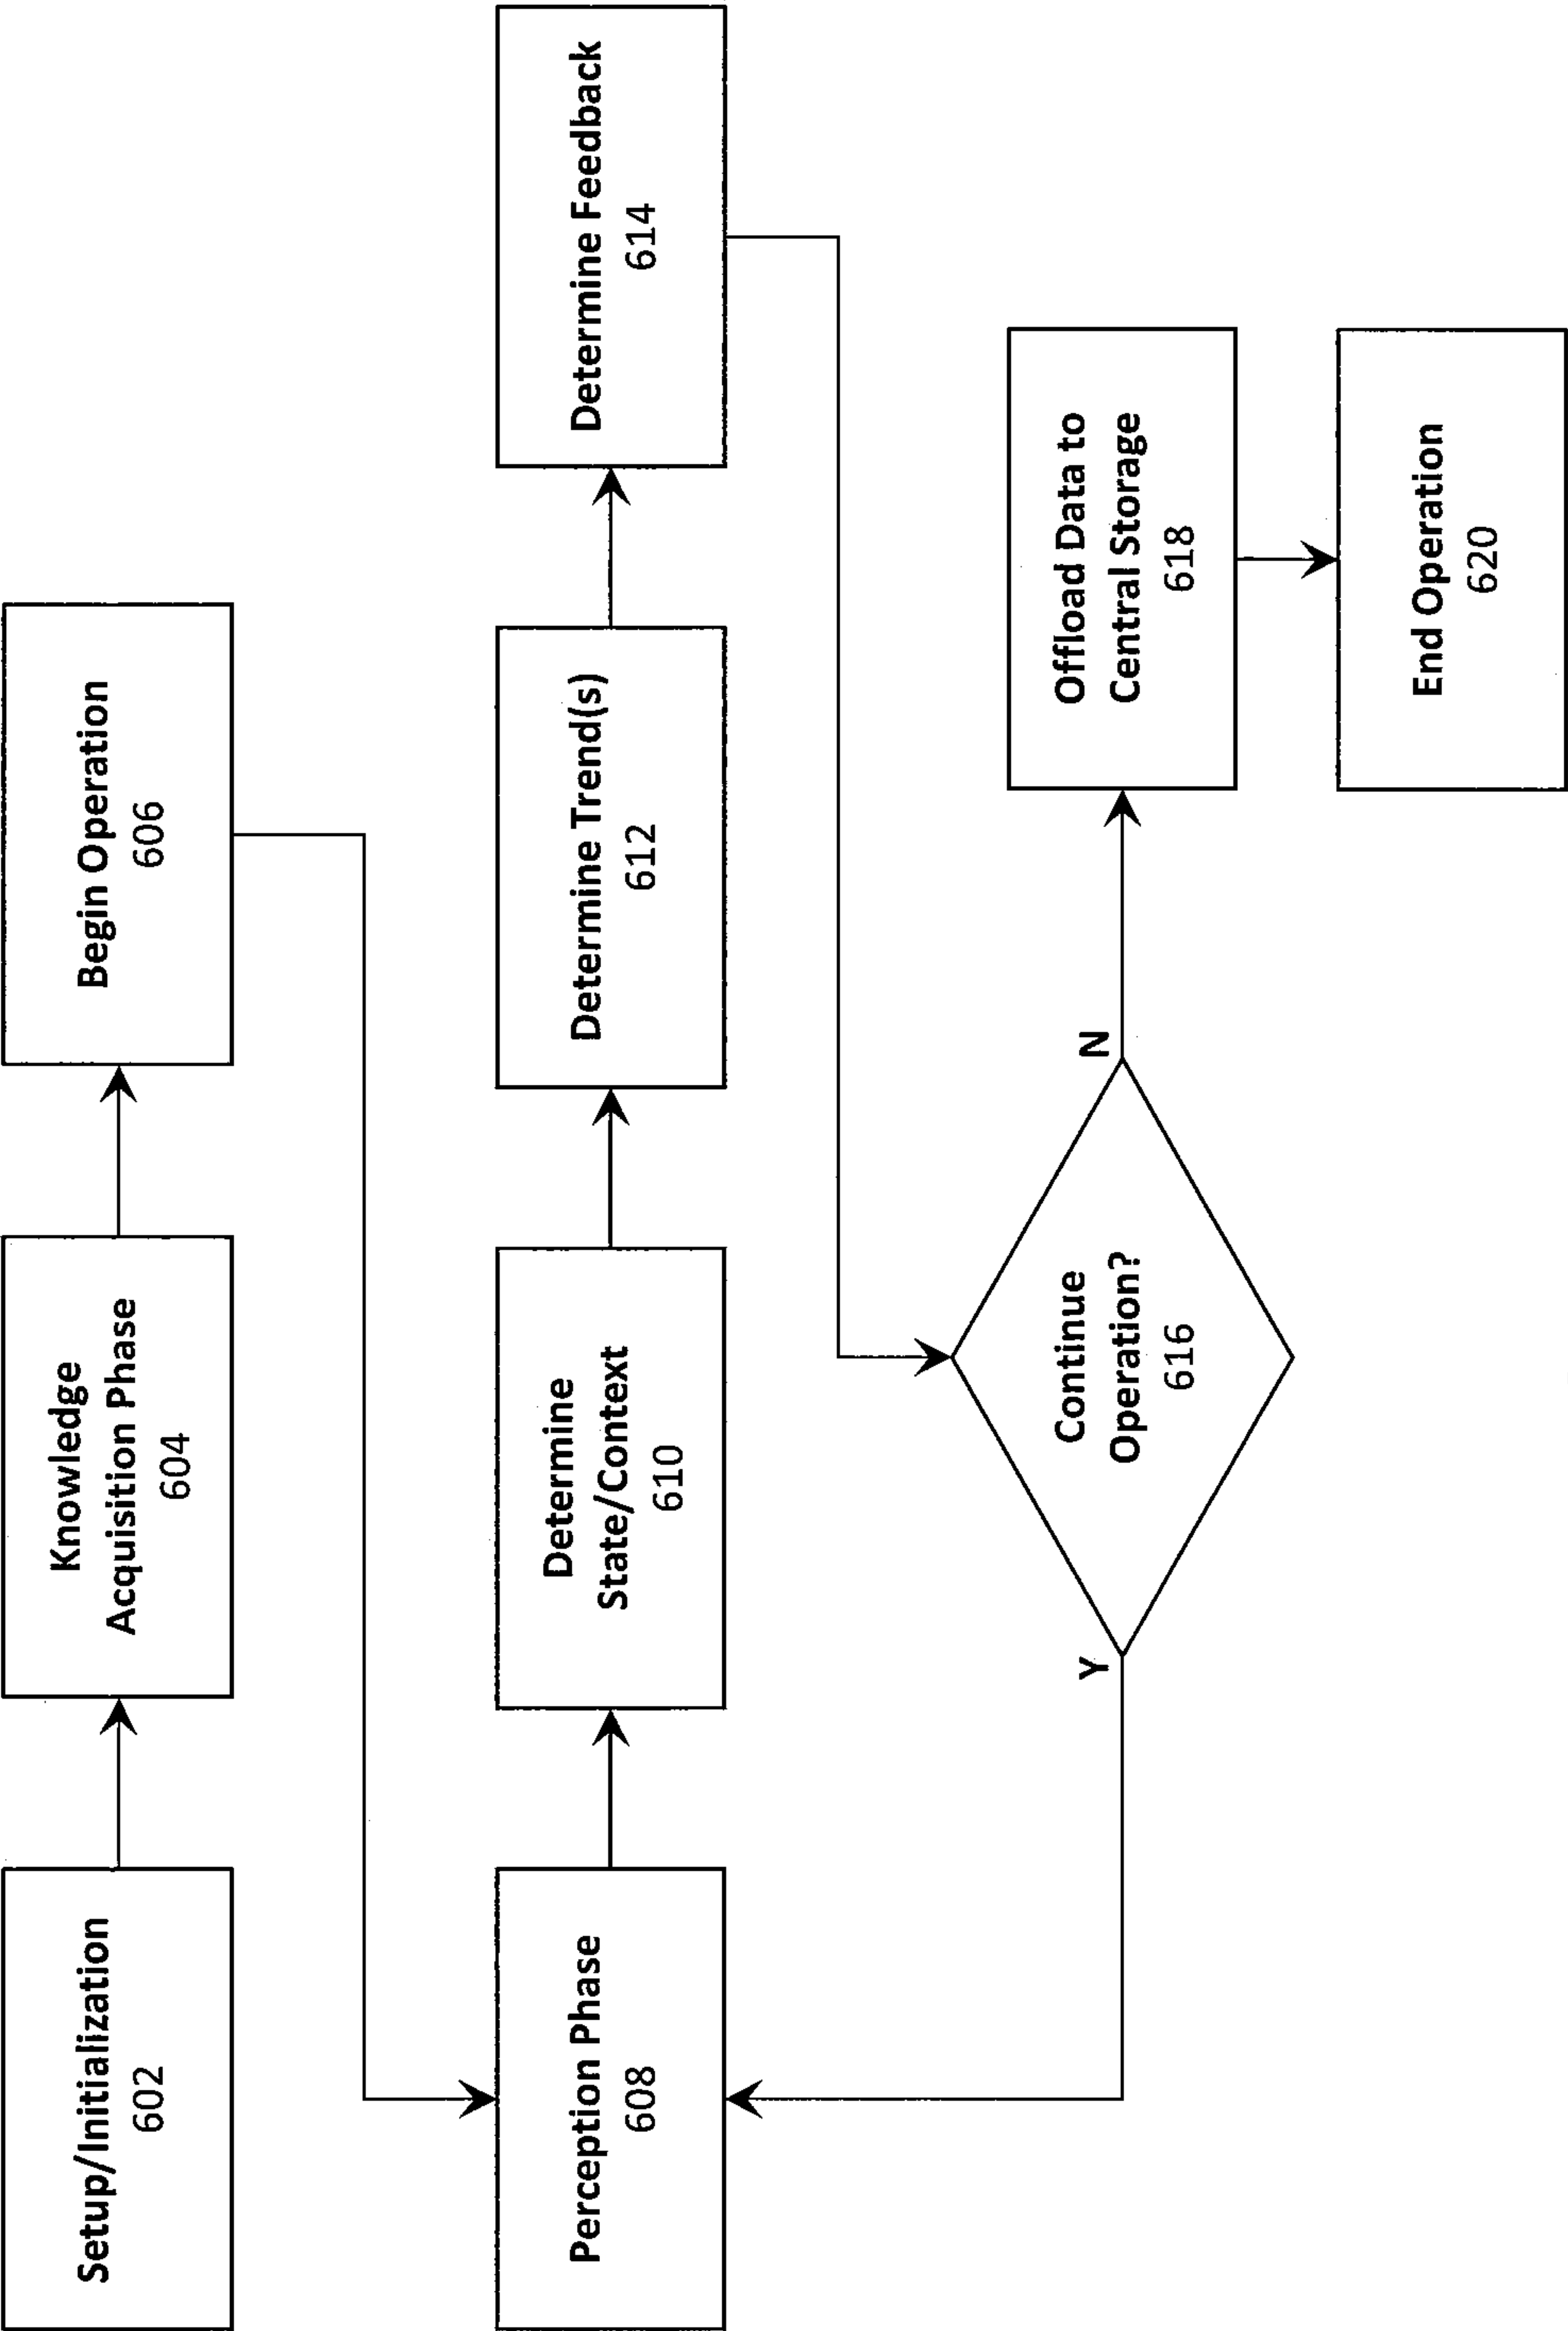 Setup/Initialization
602
Knowledge
Acquisition Phase
604
Begin Operation
606
Perception Phase
608
Determine
State/Context
610
Determine Trend(s)
612
Determine Feedback
614
Y
Continue
Operation?
616
N
Offload Data to
Central Storage
618
End Operation
620